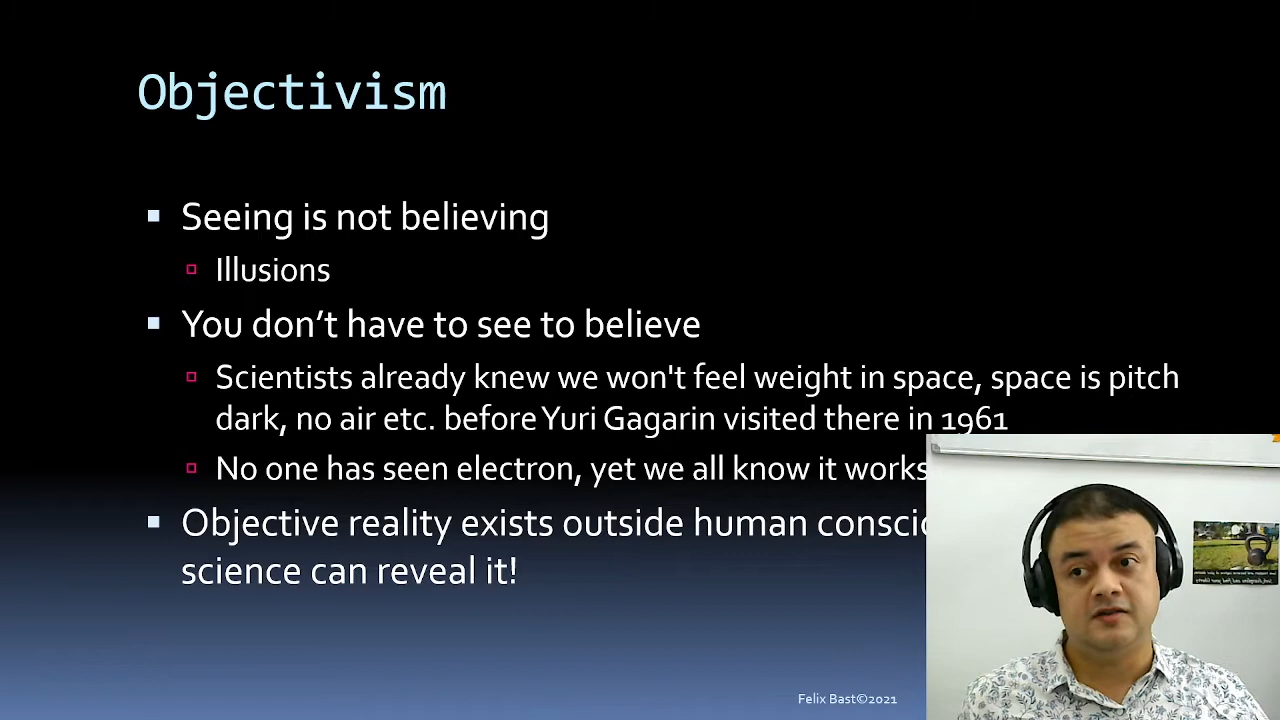 Objectivism
Seeing is not believing
Illusions
You don’t have to see to believe
Scientists already knew we won't feel weight in space, space is pitch
dark, no air etc. before Yuri Gagarin visited there in 1961
No one has seen electron, yet we all know it works
Objective reality exists outside human
science can reveal it!
Felix Bast©2021